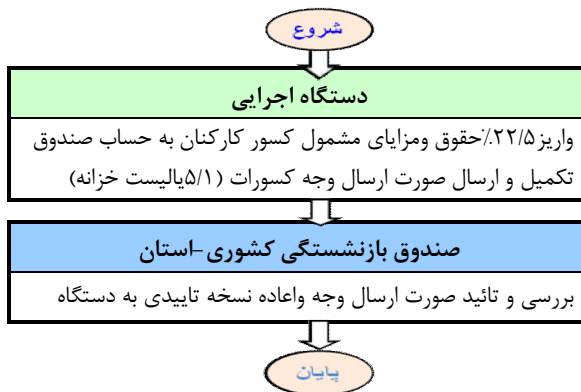 شروع
دستگاه اجرایی
واریز۲۲/۵٪حقوق ومزایای مشمول کسور کارکنان به حساب صندوق
تکمیل و ارسال صورت ارسال وجه کسورات (۵/۱یالیست خزانه)
صندوق بازنشستگی کشوری –استان
بررسی و تائید صورت ارسال وجه واعاده نسخه تاییدی به دستگاه
پایان